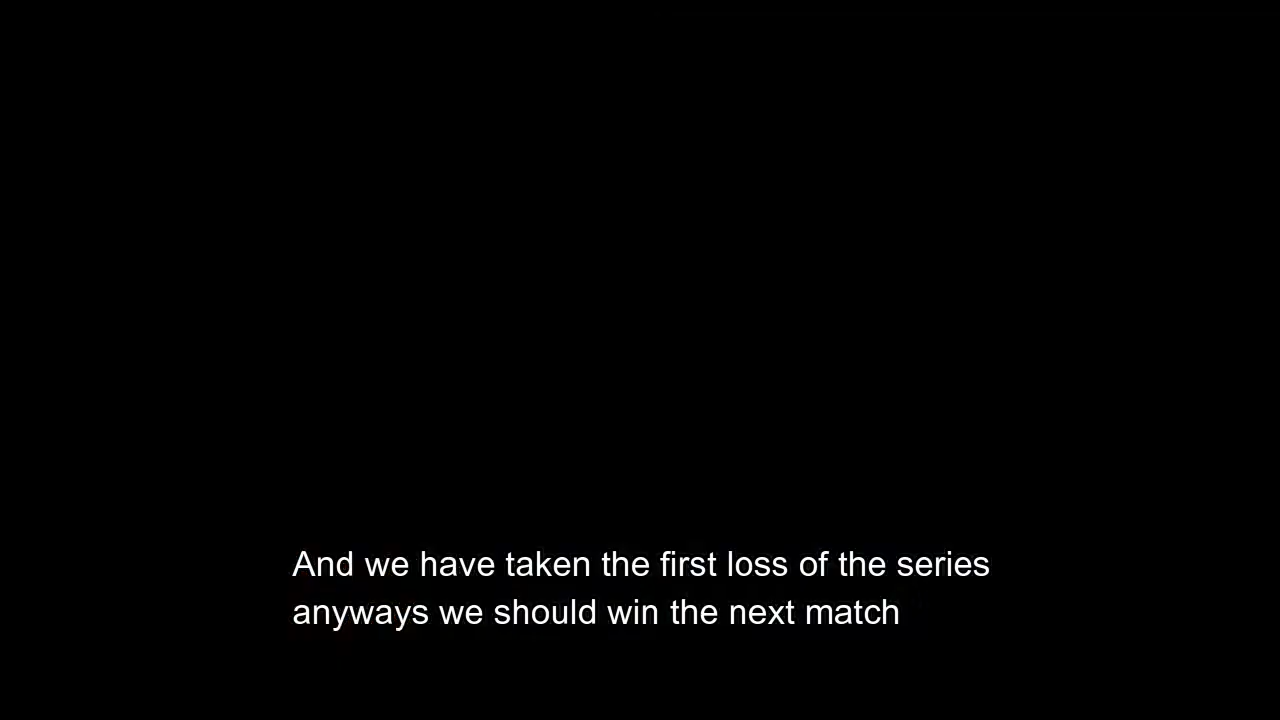 And we have taken the first loss of the series
anyways we should win the next match